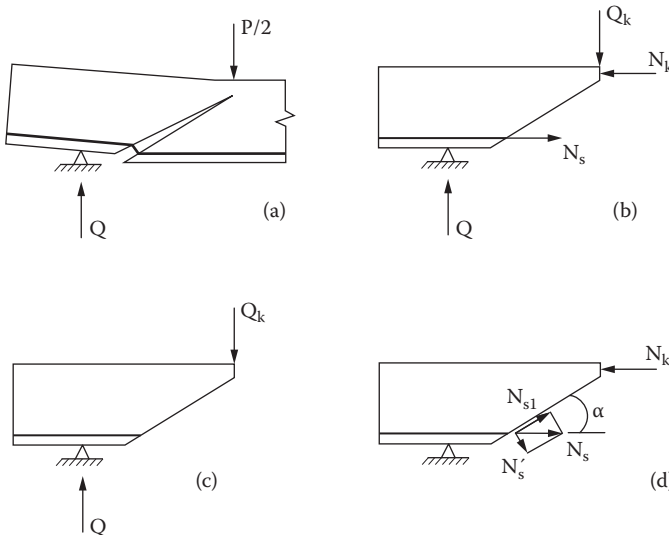 P/2
Q
(a)
Q_k
N_k
N_s
Q
(b)
Q_k
Q
(c)
N_k
N_s1
α
N_s
N_s′
(d)